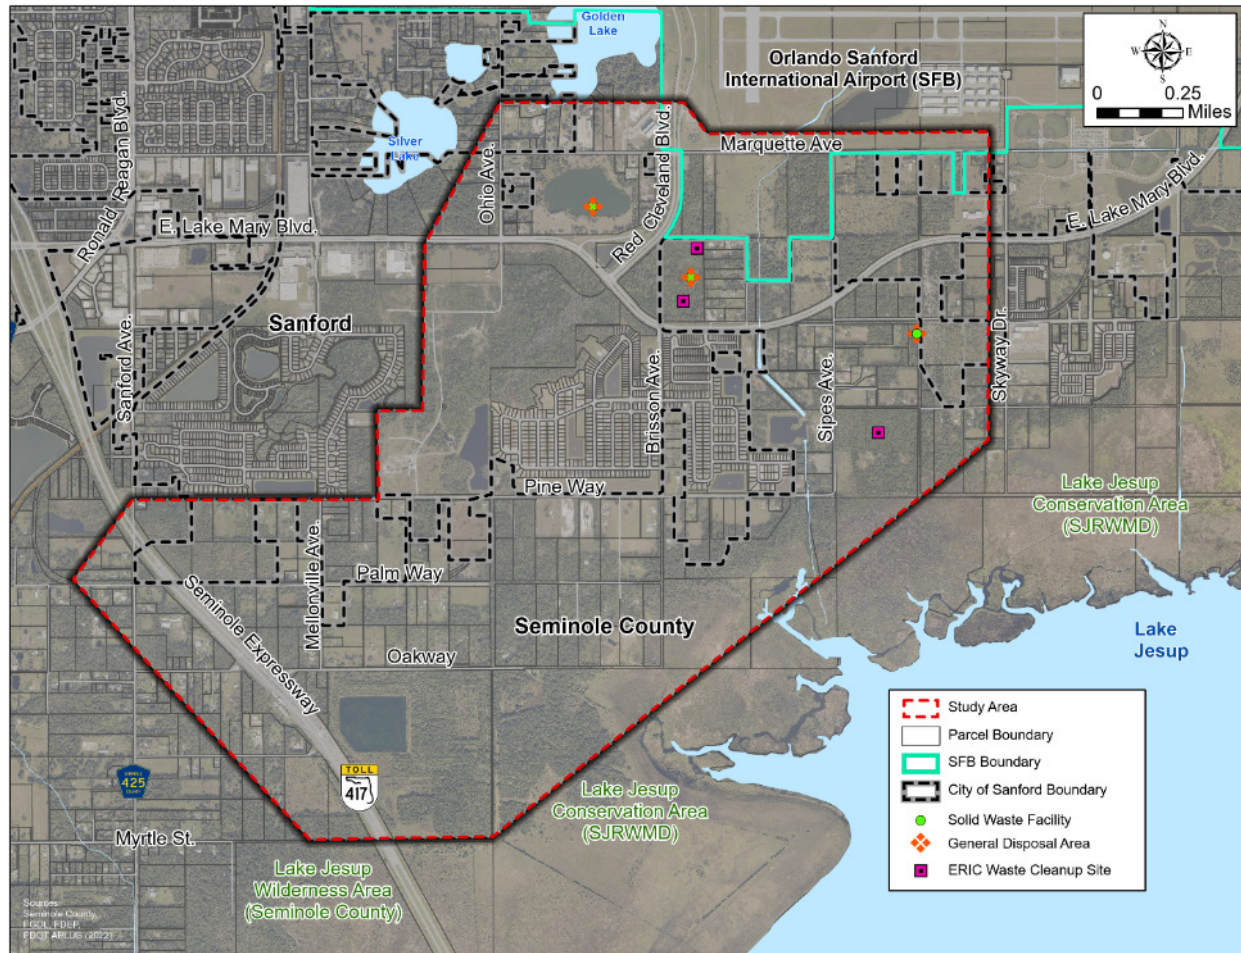 Golden
Lake
Orlando Sanford
International Airport (SFB)
N
W E
S
0 0.25
Miles
Ronald Reagan Blvd.
Silver
Lake
Ohio Ave.
Red Cleveland Blvd.
Marquette Ave
E. Lake Mary Blvd.
E. Lake Mary Blvd.
Sanford
Sanford Ave.
Brisson Ave.
Sipes Ave.
Skyway Dr.
Pine Way
Lake Jesup
Conservation Area
(SJRWMD)
Mellonville Ave.
Palm Way
Seminole Expressway
Seminole County
Oakway
Lake
Jesup
Study Area
Parcel Boundary
SFB Boundary
City of Sanford Boundary
Solid Waste Facility
General Disposal Area
ERIC Waste Cleanup Site
TOLL
417
425
Lake Jesup
Conservation Area
(SJRWMD)
Myrtle St.
Lake Jesup
Wilderness Area
(Seminole County)
Sources:
Seminole County,
FGDL, FDEP,
FDOT APLUS (2022)